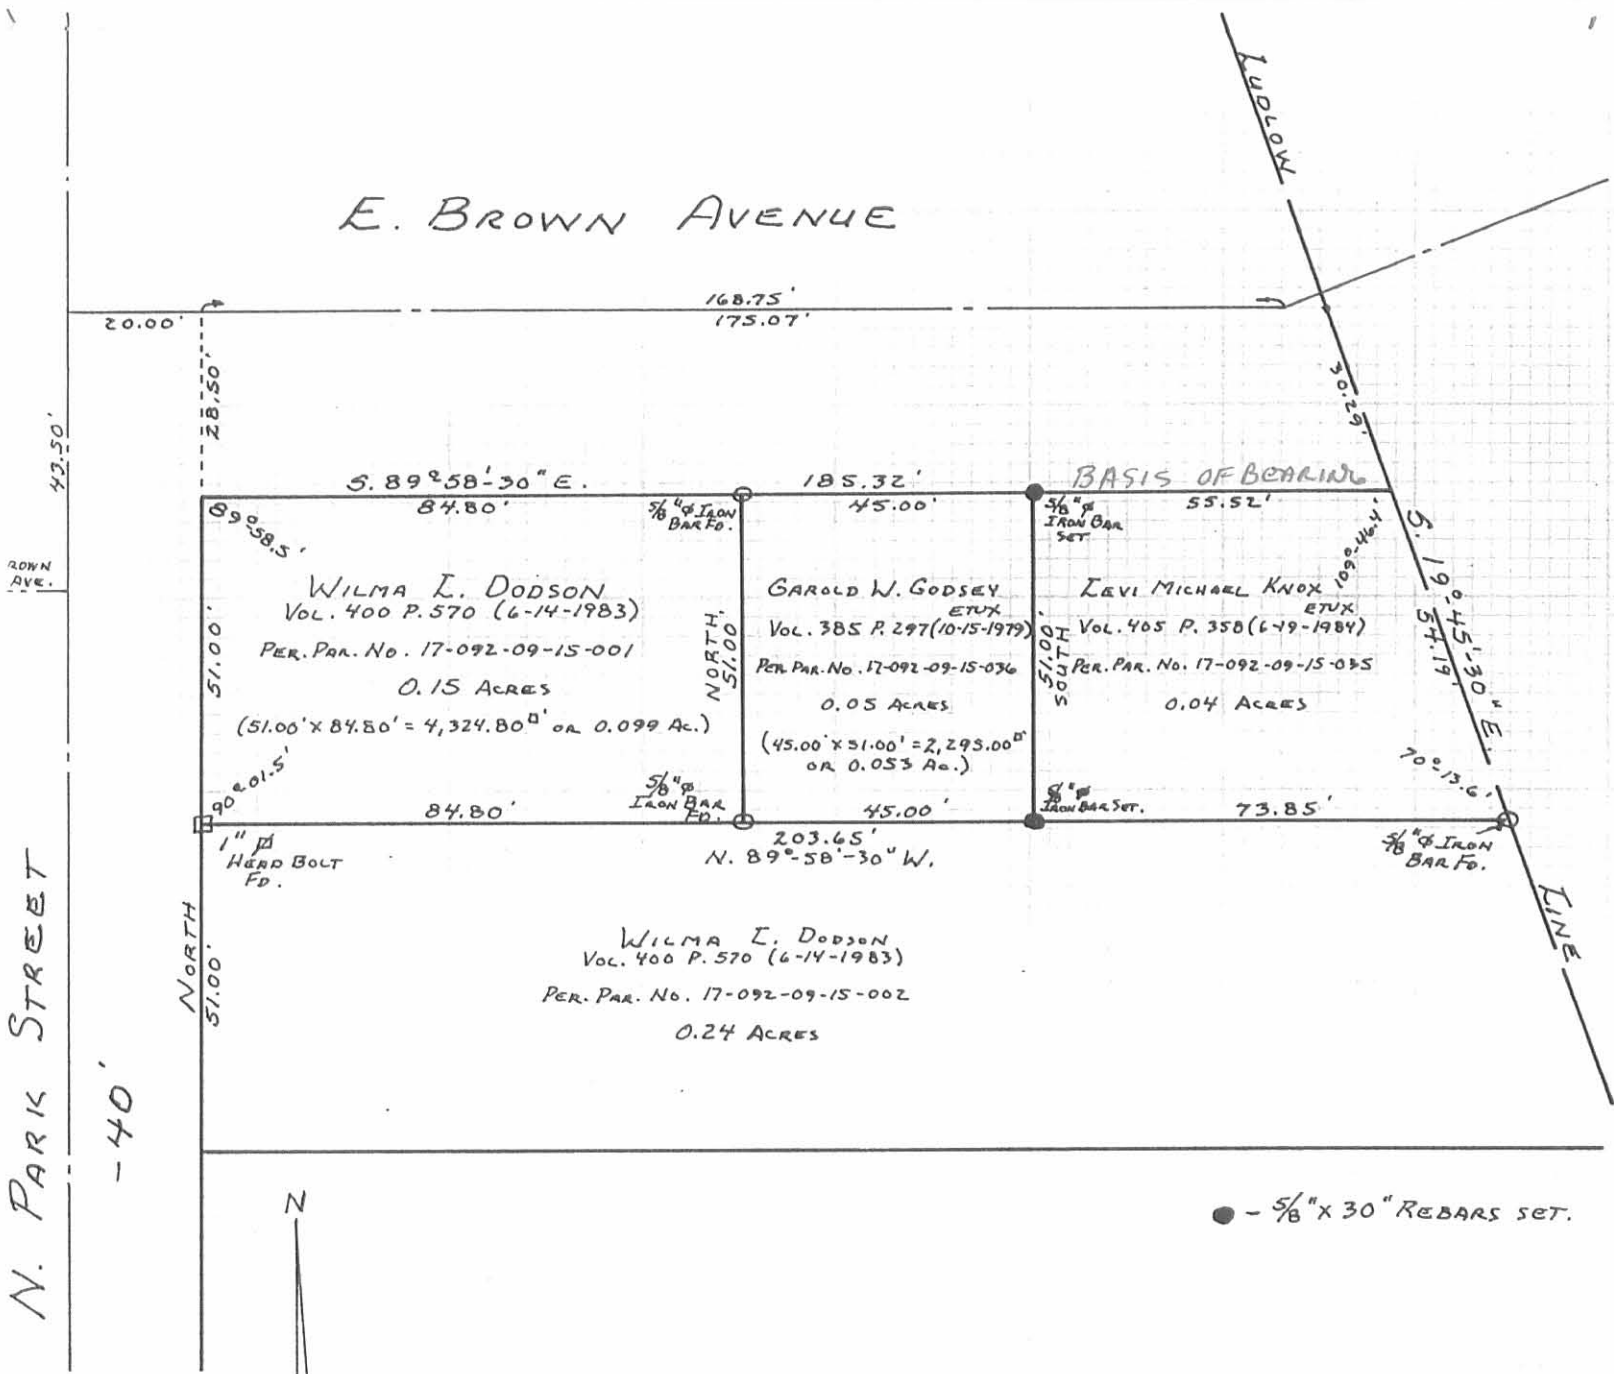 LUDLOW
E. BROWN AVENUE
168.75'
175.07'
20.00'
28.50'
30.29'
43.50'
S. 89°58'-30" E.
185.32'
BASIS OF BEARING
84.80'
5/8" ø IRON
BAR FD.
45.00'
5/8" ø
IRON BAR
SET
55.52'
89°-58.5'
109°-46.4'
S. 19°-45'-30" E.
54.19'
ROWN
AVE.
WILMA L. DODSON
VOL. 400 P. 570 (6-14-1983)
PER. PAR. NO. 17-092-09-15-001
0.15 ACRES
(51.00' X 84.80' = 4,324.80□' OR 0.099 AC.)
51.00'
NORTH
51.00'
GAROLD W. GODSEY
ETUX
VOL. 385 P. 297 (10-15-1979)
PER. PAR. NO. 17-092-09-15-036
0.05 ACRES
(45.00' X 51.00' = 2,295.00□'
OR 0.053 AC.)
51.00'
SOUTH
LEVI MICHAEL KNOX
ETUX
VOL. 405 P. 358 (6-19-1984)
PER. PAR. NO. 17-092-09-15-035
0.04 ACRES
90°-01.5'
70°-13.6'
5/8" ø
IRON BAR
FD.
5/8" ø
IRON BAR SET.
84.80'
45.00'
73.85'
203.65'
N. 89°-58'-30" W.
1" ø
HEAD BOLT
FD.
5/8" ø IRON
BAR FD.
LINE
NORTH
51.00'
WILMA L. DODSON
VOL. 400 P. 570 (6-14-1983)
PER. PAR. NO. 17-092-09-15-002
0.24 ACRES
N. PARK STREET
-40'
N
● - 5/8" X 30" REBARS SET.